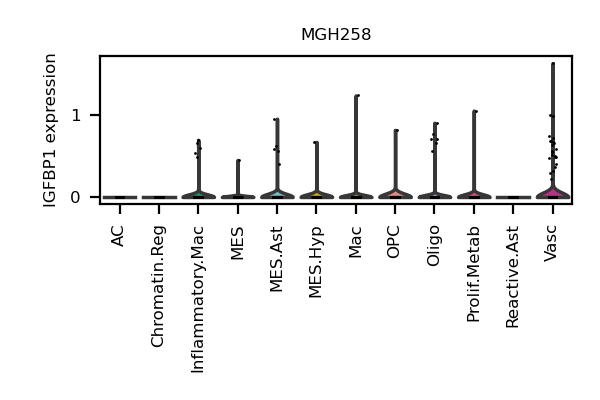 MGH258
IGFBP1 expression
1
0
AC
Chromatin.Reg
Inflammatory.Mac
MES
MES.Ast
MES.Hyp
Mac
OPC
Oligo
Prolif.Metab
Reactive.Ast
Vasc